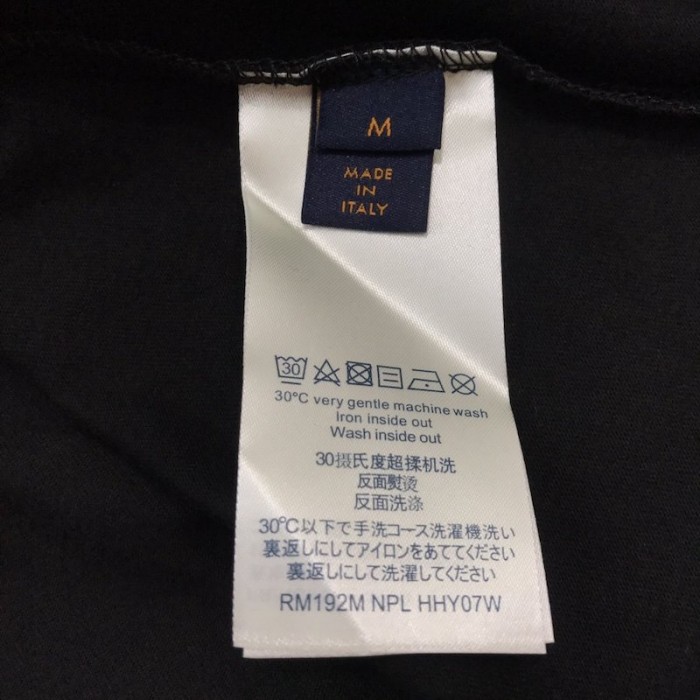 M
MADE
IN
ITALY
30
30°C very gentle machine wash
Iron inside out
Wash inside out
30摄氏度超揉机洗
反面熨烫
反面洗涤
30℃以下で手洗コース洗濯機洗い
裏返しにしてアイロンをあててください
裏返しにして洗濯してください
RM192M NPL HHY07W